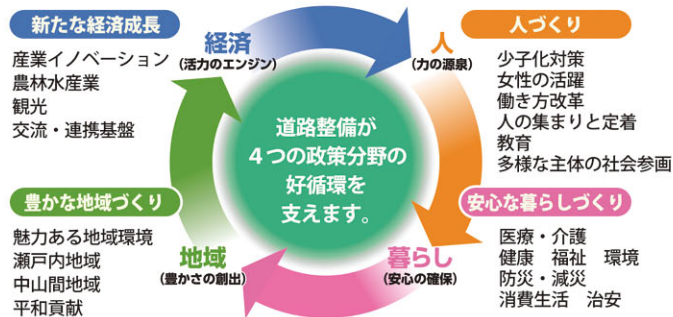 新たな経済成長
産業イノベーション
農林水産業
観光
交流・連携基盤
経済
(活力のエンジン)
人
(力の源泉)
人づくり
少子化対策
女性の活躍
働き方改革
人の集まりと定着
教育
多様な主体の社会参画
道路整備が
4つの政策分野の
好循環を
支えます。
豊かな地域づくり
魅力ある地域環境
瀬戸内地域
中山間地域
平和貢献
地域
(豊かさの創出)
暮らし
(安心の確保)
安心な暮らしづくり
医療・介護
健康　福祉　環境
防災・減災
消費生活　治安